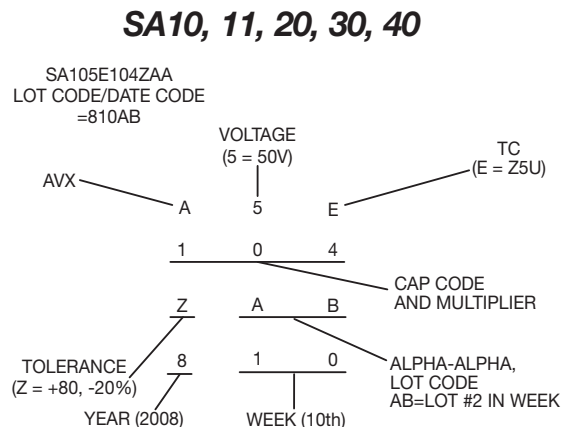 SA10, 11, 20, 30, 40
SA105E104ZAA
LOT CODE/DATE CODE
=810AB
VOLTAGE
(5 = 50V)
TC
(E = Z5U)
AVX
A 5 E
1 0 4
CAP CODE
AND MULTIPLIER
Z A B
TOLERANCE
(Z = +80, -20%)
8 1 0
ALPHA-ALPHA,
LOT CODE
AB=LOT #2 IN WEEK
YEAR (2008)
WEEK (10th)